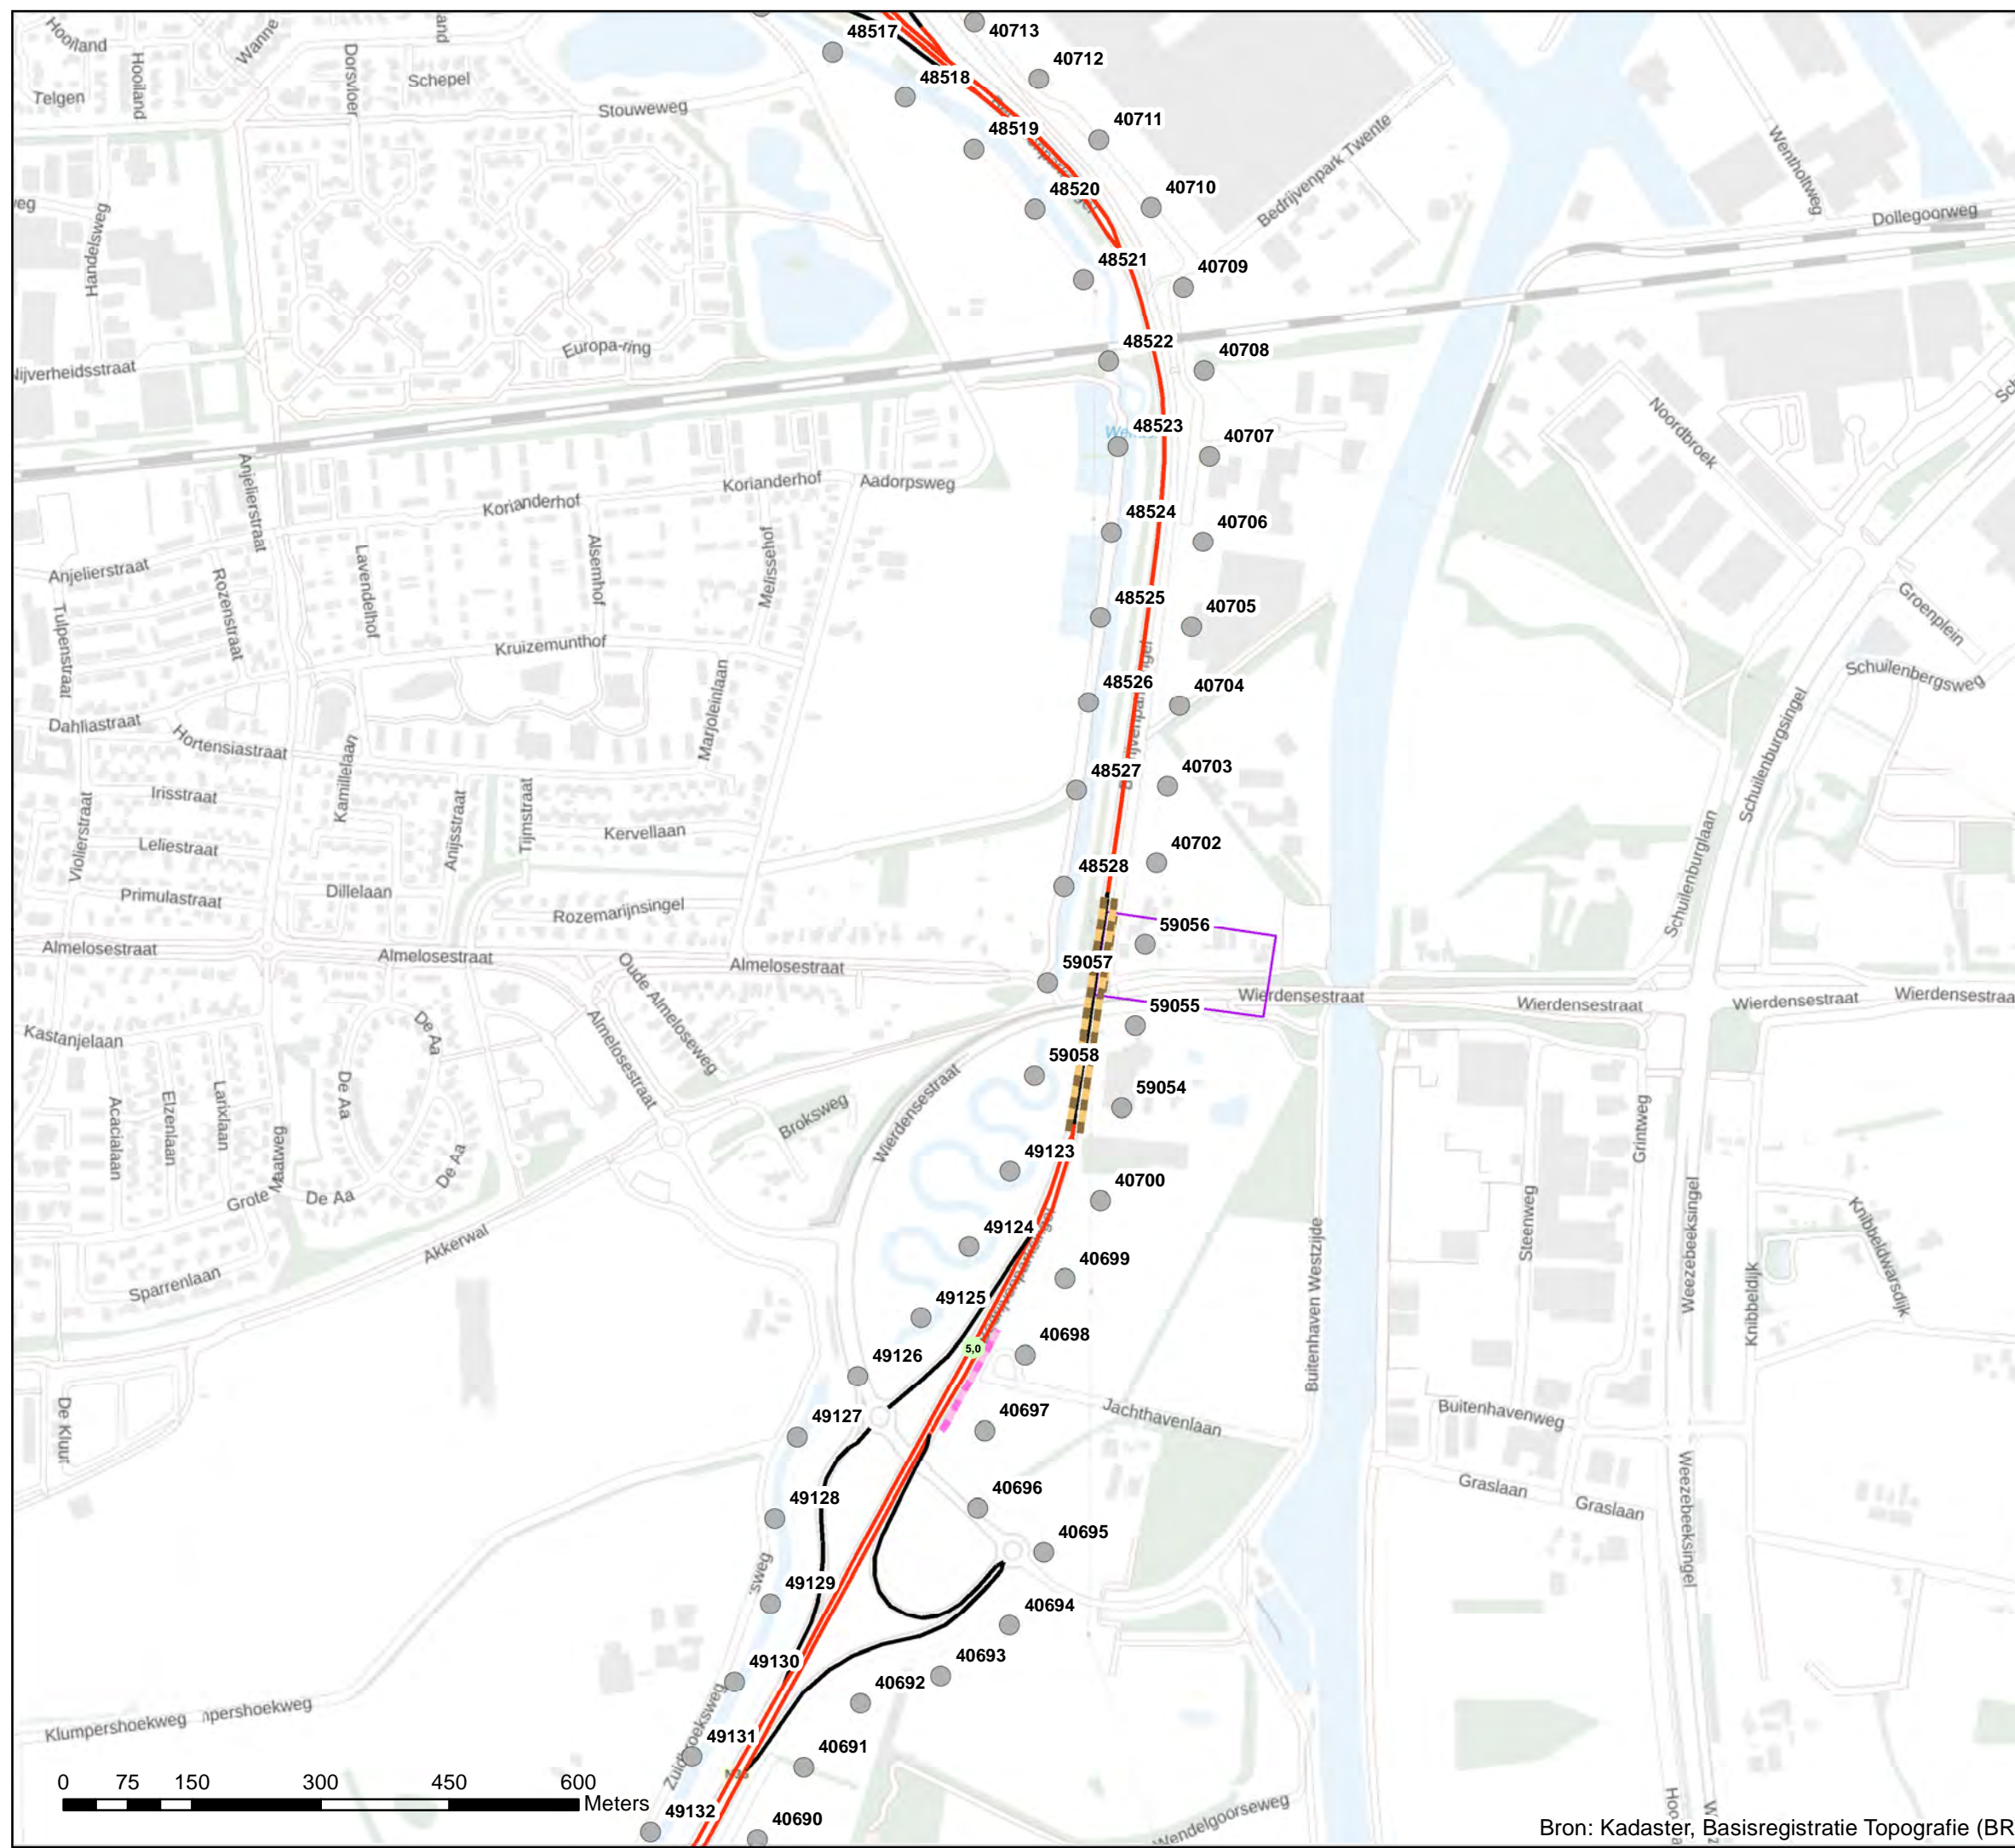 Hooiland
Wanne
Dorsvloer
Hooiland
Telgen
Schepel
Stouweweg
48517
40713
40712
48518
48519
40711
48520
40710
Bedrijvenpark Twente
Wentholtweg
Dollegoorweg
Handelsweg
48521
40709
48522
40708
Europa-ring
Nijverheidsstraat
48523
40707
Noordbroek
Anjelierstraat
Korianderhof
Korianderhof
Aadorpsweg
48524
40706
Melissehof
Alsemhof
Lavendelhof
Anjelierstraat
Rozenstraat
Tulpenstraat
48525
40705
Groenplein
Kruizemunthof
Schuilenbergsweg
48526
40704
Marjoleinlaan
Schuilenburgsingel
Dahliastraat
Hortensiastraat
Kamillelaan
48527
40703
Irisstraat
Violierstraat
Leliestraat
Anijsstraat
Tijmstraat
Kervellaan
Schuilenburglaan
48528
40702
Primulastraat
Dillelaan
Rozemarijnsingel
59056
Almelosestraat
Almelosestraat
Almelosestraat
59057
Oude Almeloseweg
59055
Wierdensestraat
Wierdensestraat
Wierdensestraat
Wierdensestraa
Kastanjelaan
De Aa
Almelosestraat
59058
59054
De Aa
Acacialaan
Elzenlaan
Larixlaan
Broksweg
Wierdensestraat
Grintweg
49123
40700
Grote Maatweg
De Aa
De Aa
Steenweg
Weezebeeksingel
Knibbeldwarsdijk
49124
40699
Akkerwal
Sparrenlaan
Buitenhaven Westzijde
Knibbeldijk
49125
5,0
40698
49126
De Kluut
Jachthavenlaan
Buitenhavenweg
49127
40697
Weezebeeksingel
Graslaan
Graslaan
49128
40696
40695
49129
40694
49130
40693
40692
Klumpershoekweg
Zuidbroeksweg
49131
40691
49132
40690
Wendelgoorseweg
0 75 150 300 450 600
Meters
Bron: Kadaster, Basisregistratie Topografie (BR